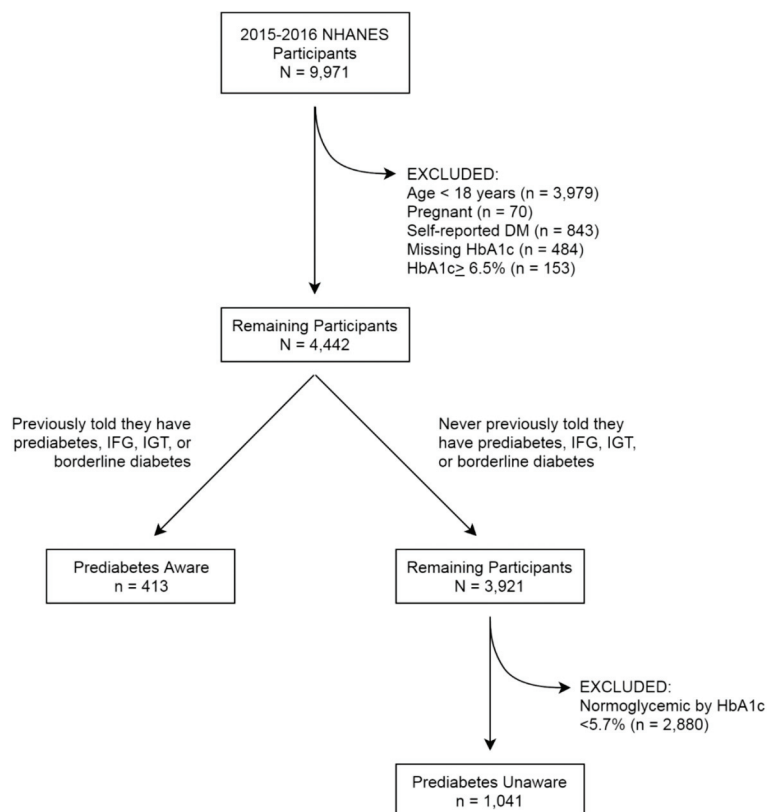 2015-2016 NHANES
Participants
N = 9,971
EXCLUDED:
Age < 18 years (n = 3,979)
Pregnant (n = 70)
Self-reported DM (n = 843)
Missing HbA1c (n = 484)
HbA1c≥ 6.5% (n = 153)
Remaining Participants
N = 4,442
Previously told they have
prediabetes, IFG, IGT, or
borderline diabetes
Never previously told they
have prediabetes, IFG, IGT,
or borderline diabetes
Prediabetes Aware
n = 413
Remaining Participants
N = 3,921
EXCLUDED:
Normoglycemic by HbA1c
<5.7% (n = 2,880)
Prediabetes Unaware
n = 1,041